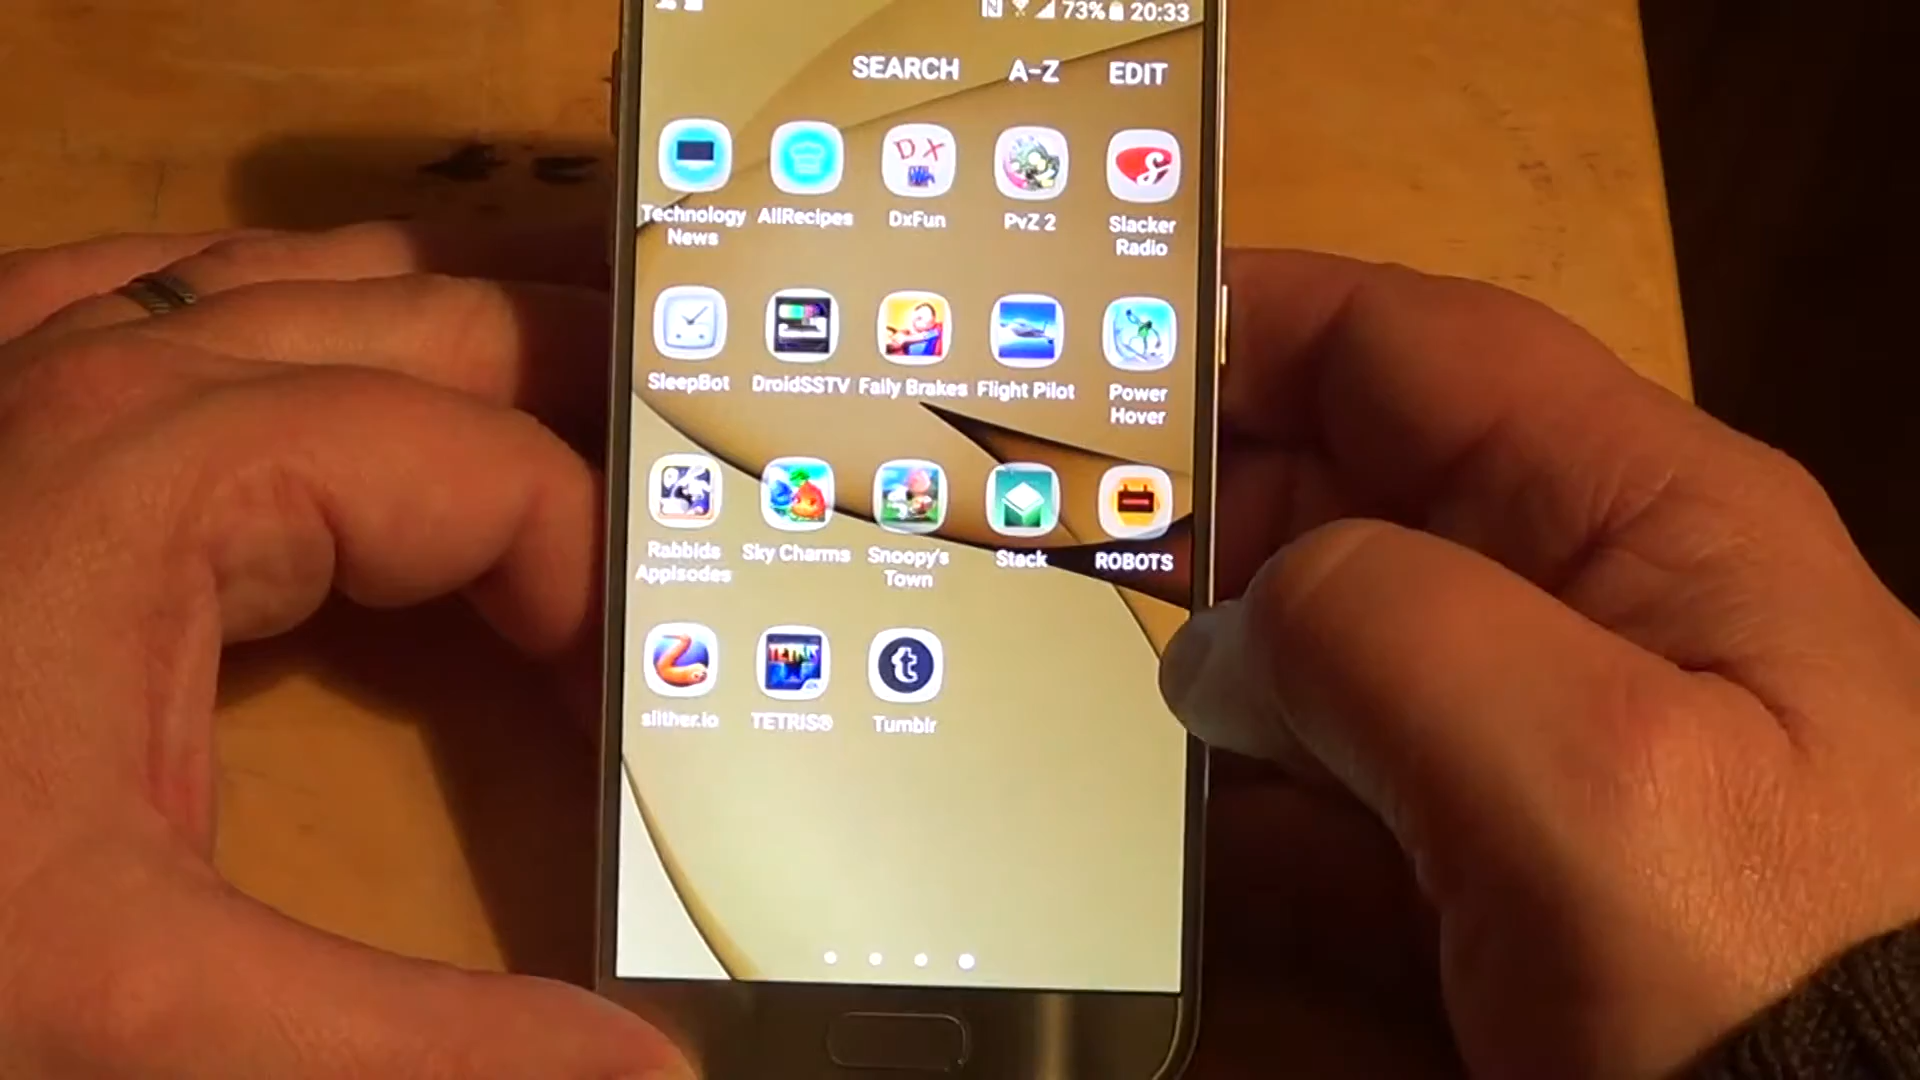 73% 20:33
SEARCH A-Z EDIT
Technology News
AllRecipes
DX
DxFun
PvZ 2
S
Slacker Radio
SleepBot
DroidSSTV
Faily Brakes
Flight Pilot
Power Hover
Rabbids Appisodes
Sky Charms
Snoopy's Town
Stack
ROBOTS
slither.io
TETRIS
TETRIS®
t
Tumblr